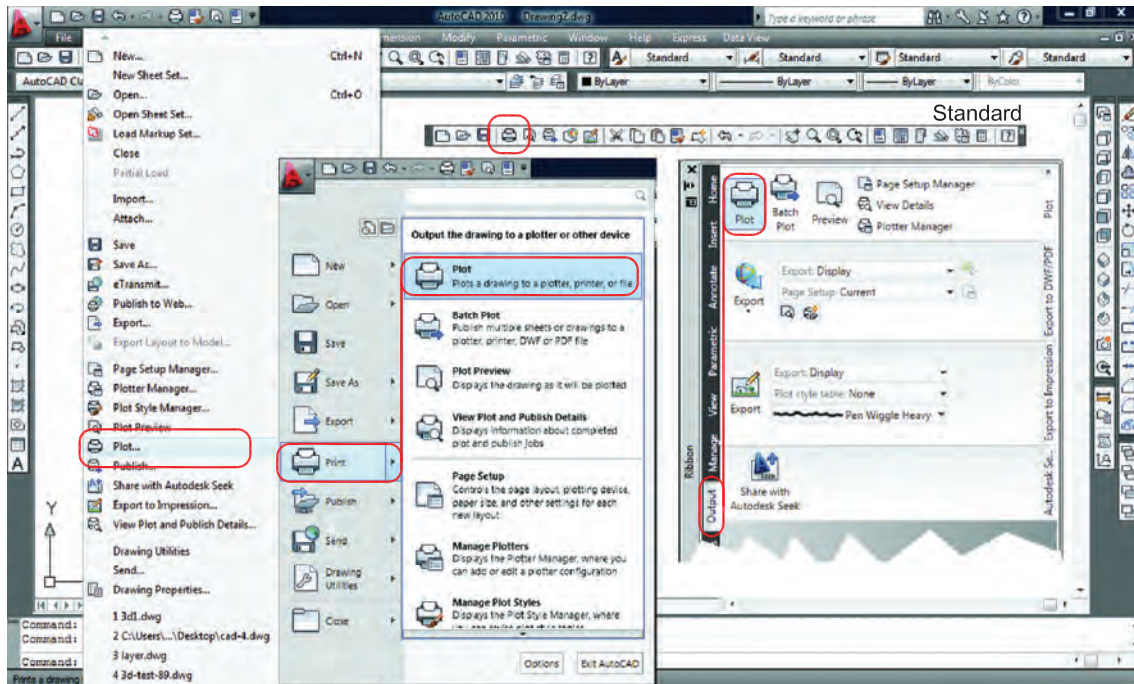 AutoCAD 2010 Drawing2.dwg
Type a keyword or phrase
File
mension Modify Parametric Window Help Express Data View
Standard Standard Standard Standard
AutoCAD Cla
ByLayer ByLayer ByLayer ByColor
New... Ctrl+N
New Sheet Set...
Open... Ctrl+O
Open Sheet Set...
Load Markup Set...
Close
Partial Load
Import...
Attach...
Save
Save As...
eTransmit...
Publish to Web...
Export...
Export Layout to Model...
Page Setup Manager...
Plotter Manager...
Plot Style Manager...
Plot Preview
Plot...
Publish...
Share with Autodesk Seek
Export to Impression...
View Plot and Publish Details...
Drawing Utilities
Send...
Drawing Properties...
1 3d1.dwg
2 C:\Users\...\Desktop\cad-4.dwg
3 layer.dwg
4 3d-test-89.dwg
Y
Command:
Command:
Command:
Prints a drawing
Standard
New
Open
Save
Save As
Export
Print
Publish
Send
Drawing
Utilities
Close
Output the drawing to a plotter or other device
Plot
Plots a drawing to a plotter, printer, or file
Batch Plot
Publish multiple sheets or drawings to a
plotter, printer, DWF or PDF file
Plot Preview
Displays the drawing as it will be plotted
View Plot and Publish Details
Displays information about completed
plot and publish jobs
Page Setup
Controls the page layout, plotting device,
paper size, and other settings for each
new layout.
Manage Plotters
Displays the Plotter Manager, where you
can add or edit a plotter configuration
Manage Plot Styles
Displays the Plot Style Manager, where
Options Exit AutoCAD
Ribbon
Home
Insert
Annotate
Parametric
View
Manage
Output
Plot
Batch
Plot
Preview
Page Setup Manager
View Details
Plotter Manager
Plot
Export
Export: Display
Page Setup: Current
Export to DWF/PDF
Export
Export: Display
Plot style table: None
Pen Wiggle Heavy
Export to Impression
Share with
Autodesk Seek
Autodesk Se...